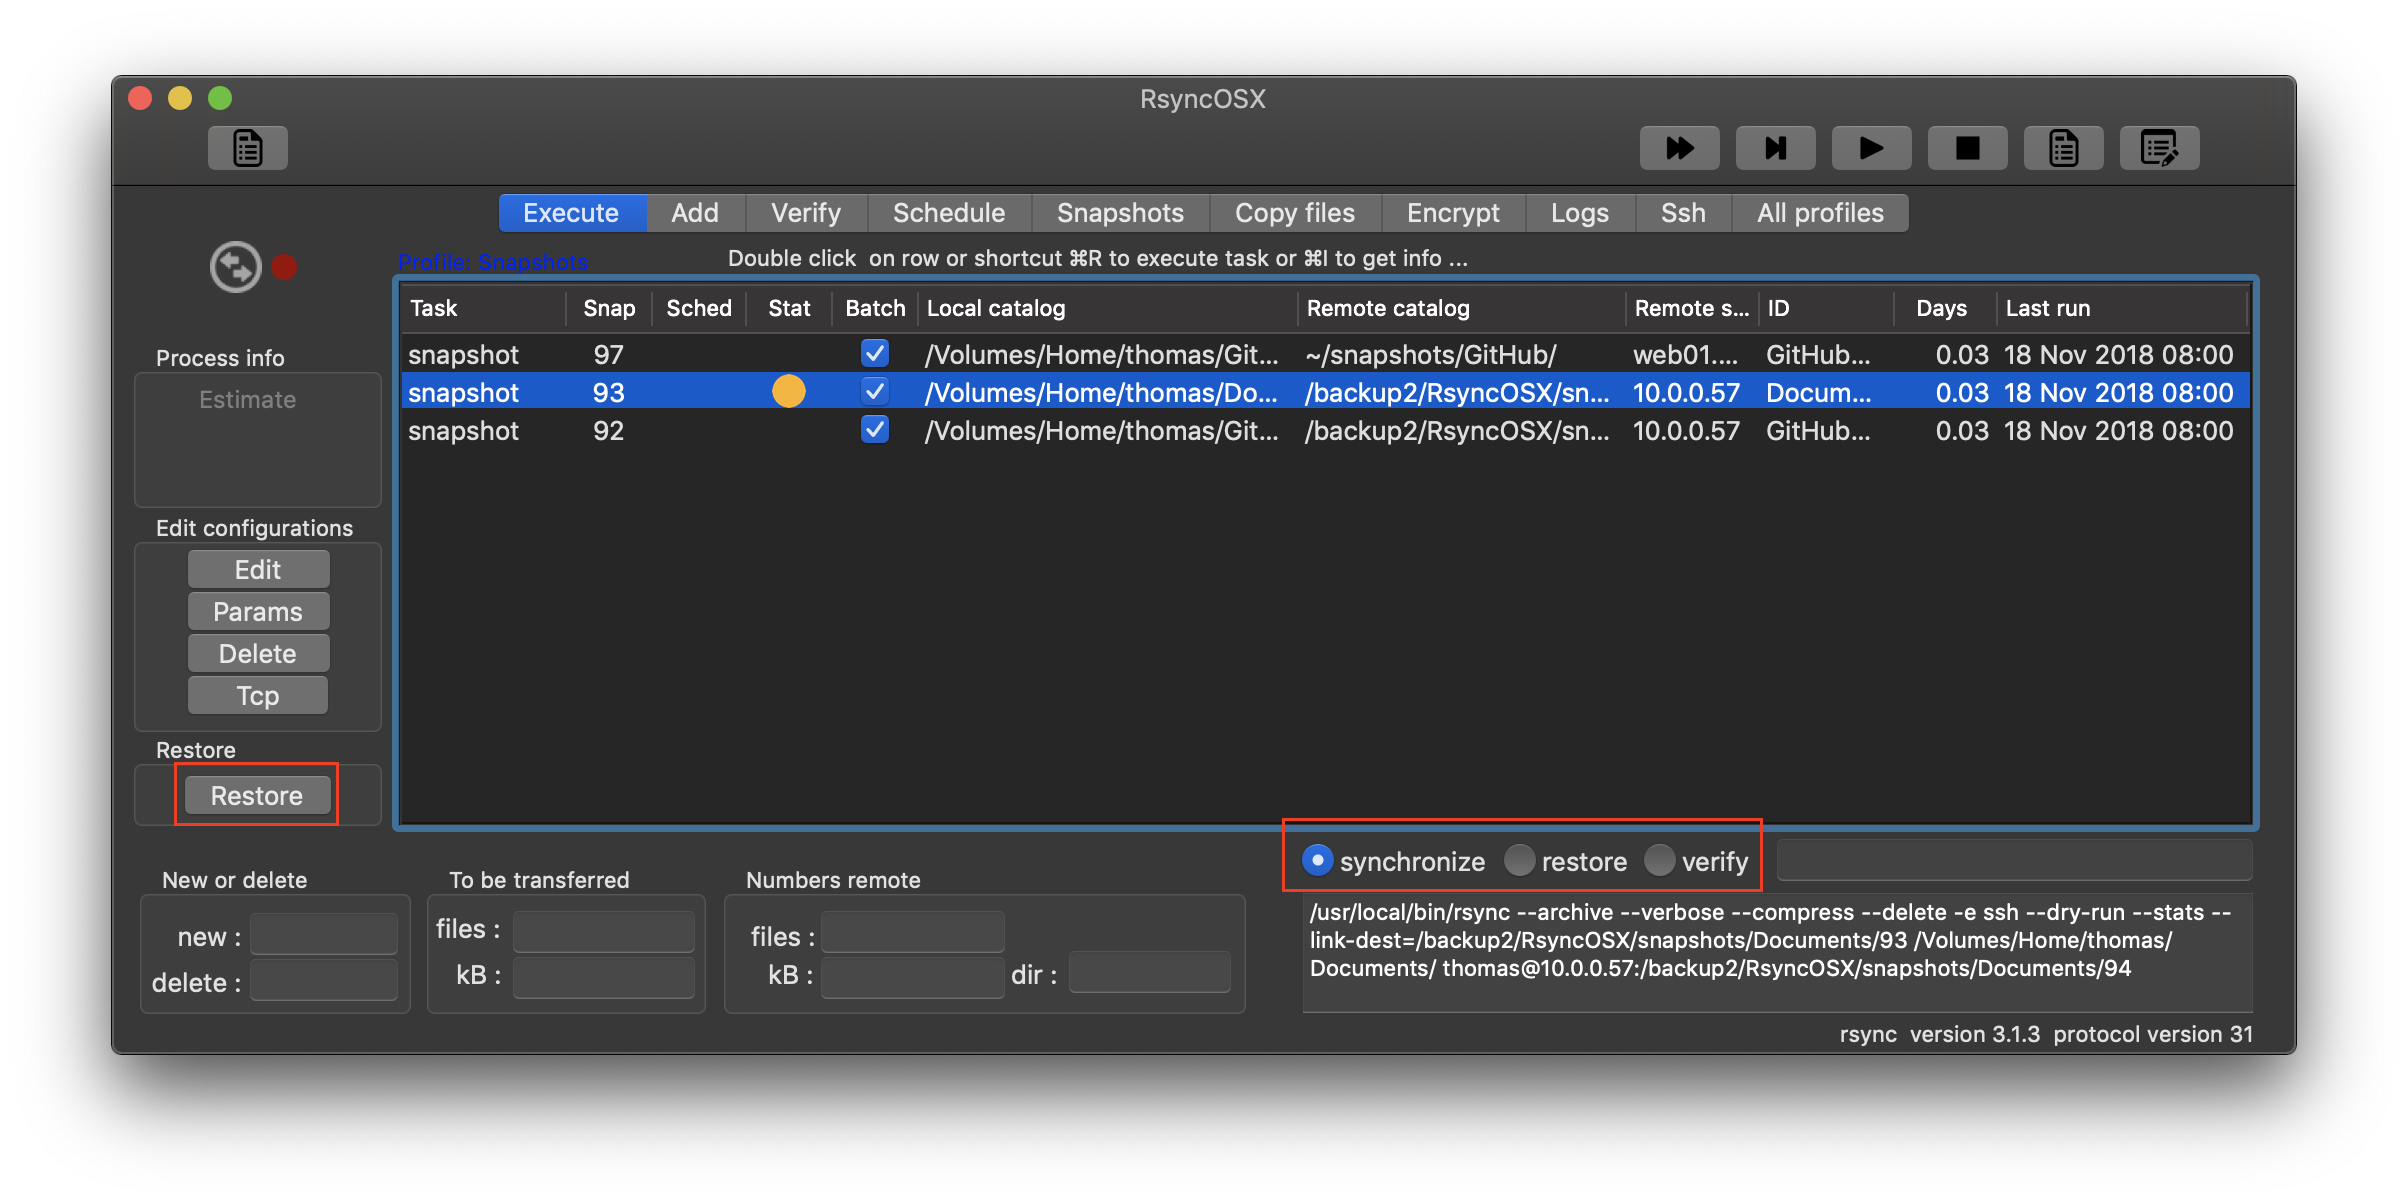 RsyncOSX
Execute Add Verify Schedule Snapshots Copy files Encrypt Logs Ssh All profiles
Profile: Snapshots
Double click  on row or shortcut ⌘R to execute task or ⌘I to get info ...
Task Snap Sched Stat Batch Local catalog Remote catalog Remote s... ID Days Last run
snapshot 97 /Volumes/Home/thomas/Git... ~/snapshots/GitHub/ web01.... GitHub... 0.03 18 Nov 2018 08:00
snapshot 93 /Volumes/Home/thomas/Do... /backup2/RsyncOSX/sn... 10.0.0.57 Docum... 0.03 18 Nov 2018 08:00
snapshot 92 /Volumes/Home/thomas/Git... /backup2/RsyncOSX/sn... 10.0.0.57 GitHub... 0.03 18 Nov 2018 08:00
Process info
Estimate
Edit configurations
Edit
Params
Delete
Tcp
Restore
Restore
synchronize restore verify
New or delete
new :
delete :
To be transferred
files :
kB :
Numbers remote
files :
kB :
dir :
/usr/local/bin/rsync --archive --verbose --compress --delete -e ssh --dry-run --stats --
link-dest=/backup2/RsyncOSX/snapshots/Documents/93 /Volumes/Home/thomas/
Documents/ thomas@10.0.0.57:/backup2/RsyncOSX/snapshots/Documents/94
rsync  version 3.1.3  protocol version 31